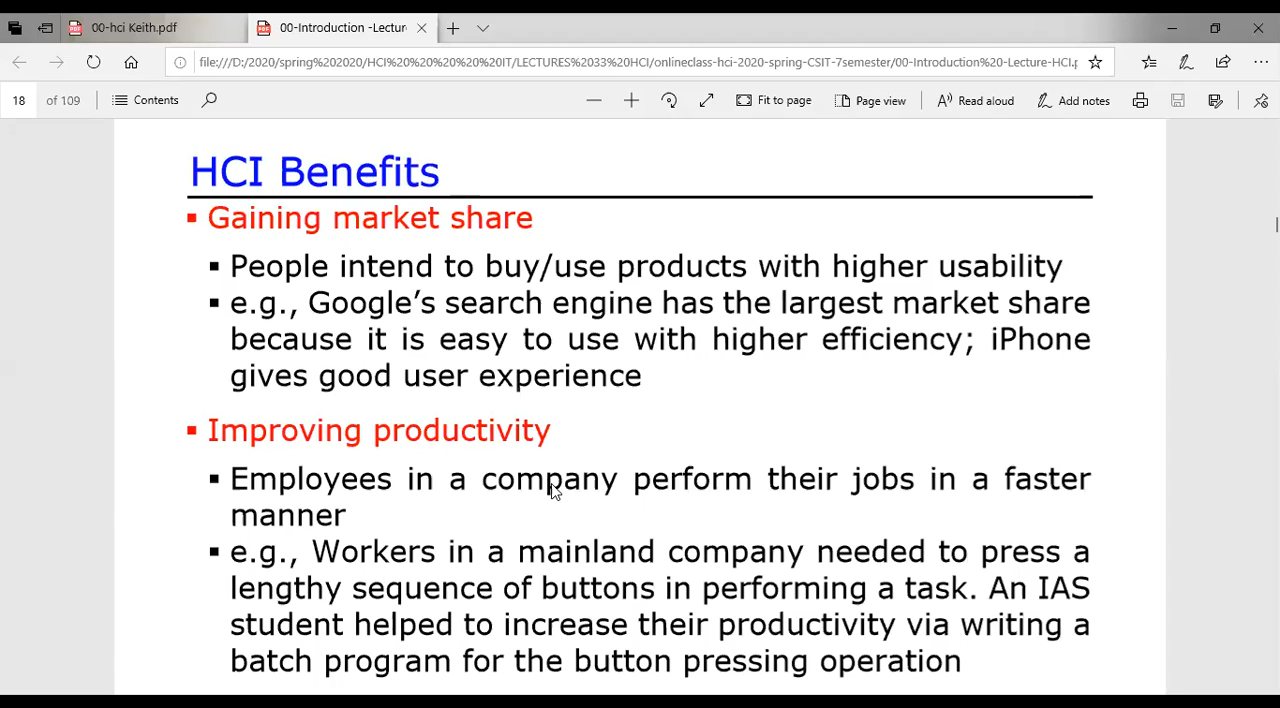 00-hci Keith.pdf
00-Introduction -Lectur
file:///D:/2020/spring%202020/HCI%20%20%20%20%20IT/LECTURES%2033%20HCI/onlineclass-hci-2020-spring-CSIT-7semester/00-Introduction%20-Lecture-HCI.p
18 of 109 Contents Fit to page Page view Read aloud Add notes
HCI Benefits
▪ Gaining market share
▪ People intend to buy/use products with higher usability
▪ e.g., Google's search engine has the largest market share
because it is easy to use with higher efficiency; iPhone
gives good user experience
▪ Improving productivity
▪ Employees in a company perform their jobs in a faster
manner
▪ e.g., Workers in a mainland company needed to press a
lengthy sequence of buttons in performing a task. An IAS
student helped to increase their productivity via writing a
batch program for the button pressing operation